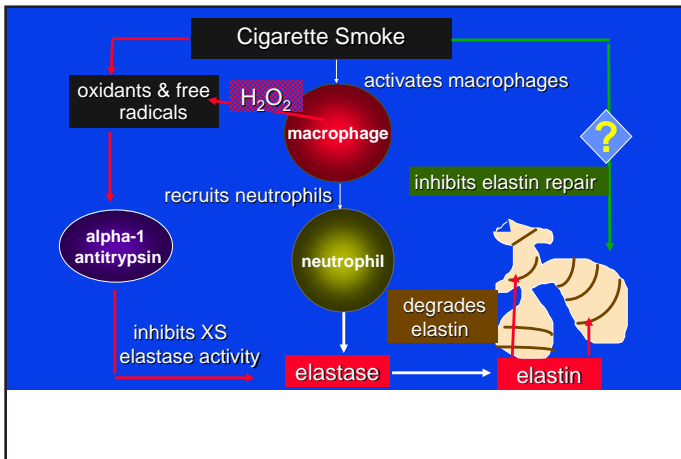 Cigarette Smoke
activates macrophages
oxidants & free
radicals
H₂O₂
macrophage
?
inhibits elastin repair
recruits neutrophils
alpha-1
antitrypsin
neutrophil
degrades
elastin
inhibits XS
elastase activity
elastase
elastin